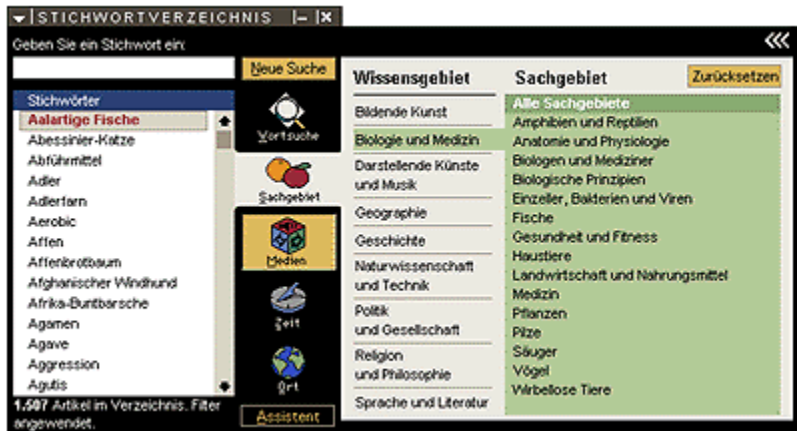 STICHWORTVERZEICHNIS
Geben Sie ein Stichwort ein:
Neue Suche
Stichwörter
Aalartige Fische
Abessinier-Katze
Abführmittel
Adler
Adlerfarn
Aerobic
Affen
Affenbrotbaum
Afghanischer Windhund
Afrika-Buntbarsche
Agamen
Agave
Aggression
Agutis
1.507 Artikel im Verzeichnis. Filter
angewendet.
Wortsuche
Sachgebiet
Medien
Zeit
Ort
Assistent
Wissensgebiet
Bildende Kunst
Biologie und Medizin
Darstellende Künste
und Musik
Geographie
Geschichte
Naturwissenschaft
und Technik
Politik
und Gesellschaft
Religion
und Philosophie
Sprache und Literatur
Sachgebiet
Zurücksetzen
Alle Sachgebiete
Amphibien und Reptilien
Anatomie und Physiologie
Biologen und Mediziner
Biologische Prinzipien
Einzeller, Bakterien und Viren
Fische
Gesundheit und Fitness
Haustiere
Landwirtschaft und Nahrungsmittel
Medizin
Pflanzen
Pilze
Säuger
Vögel
Wirbellose Tiere